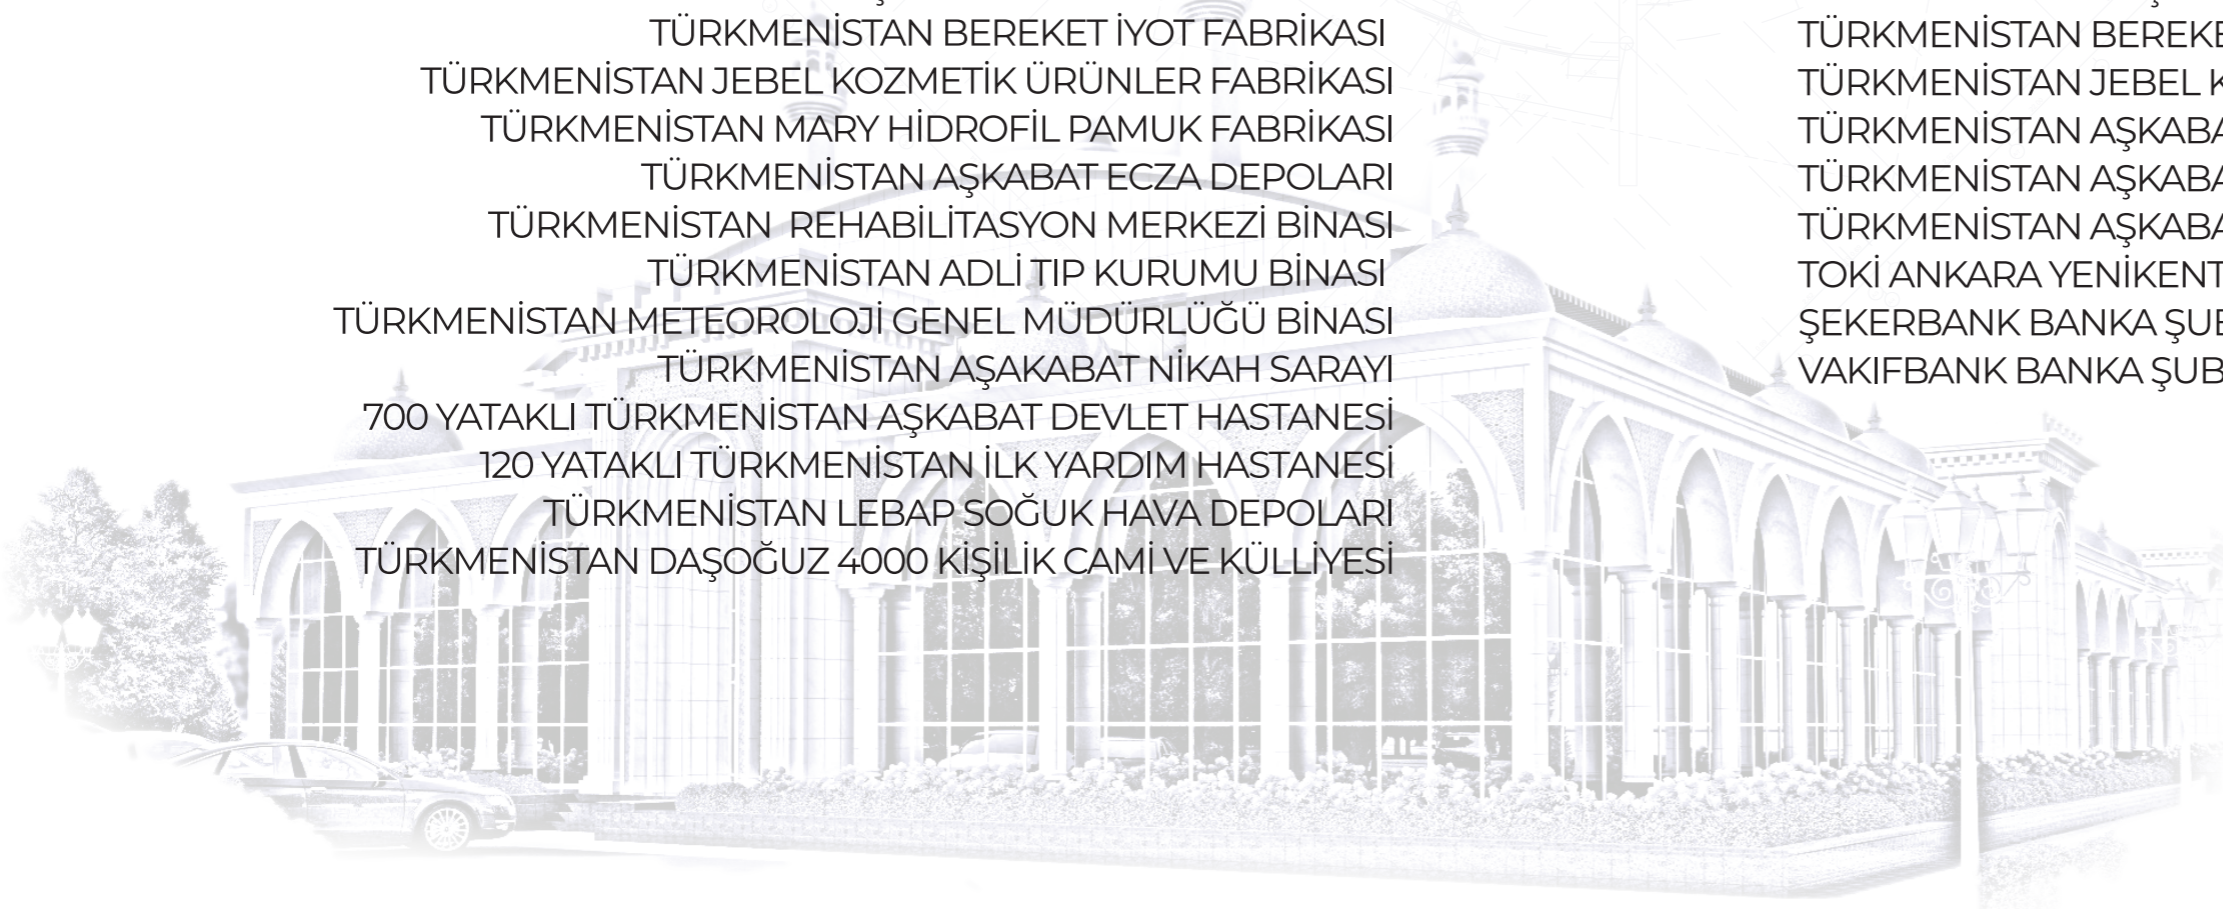 TÜRKMENİSTAN BEREKET İYOT FABRİKASI
TÜRKMENİSTAN JEBEL KOZMETİK ÜRÜNLER FABRİKASI
TÜRKMENİSTAN MARY HİDROFİL PAMUK FABRİKASI
TÜRKMENİSTAN AŞKABAT ECZA DEPOLARI
TÜRKMENİSTAN REHABİLİTASYON MERKEZİ BİNASI
TÜRKMENİSTAN ADLİ TIP KURUMU BİNASI
TÜRKMENİSTAN METEOROLOJİ GENEL MÜDÜRLÜĞÜ BİNASI
TÜRKMENİSTAN AŞAKABAT NİKAH SARAYI
700 YATAKLI TÜRKMENİSTAN AŞKABAT DEVLET HASTANESİ
120 YATAKLI TÜRKMENİSTAN İLK YARDIM HASTANESİ
TÜRKMENİSTAN LEBAP SOĞUK HAVA DEPOLARI
TÜRKMENİSTAN DAŞOĞUZ 4000 KİŞİLİK CAMİ VE KÜLLİYESİ
TÜRKMENİSTAN
TÜRKMENİSTAN JEBEL
TÜRKMENİSTAN
TÜRKMENİSTAN
TÜRKMENİSTAN
TOKİ ANKARA YENİKENT
ŞEKERBANK BANKA
VAKIFBANK BANKA